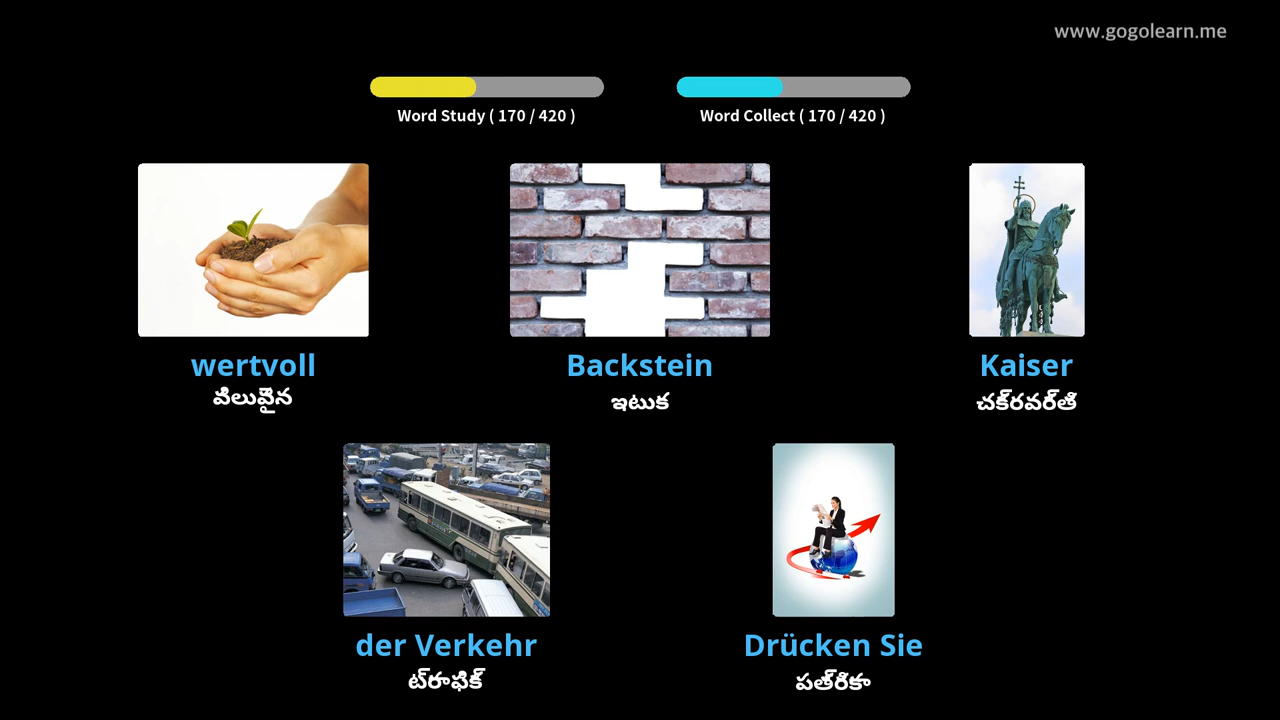 www.gogolearn.me
Word Study ( 170 / 420 )
Word Collect ( 170 / 420 )
wertvoll
విలువైన
Backstein
ఇటుక
Kaiser
చక్రవర్తి
der Verkehr
ట్రాఫిక్
Drücken Sie
పత్రికా